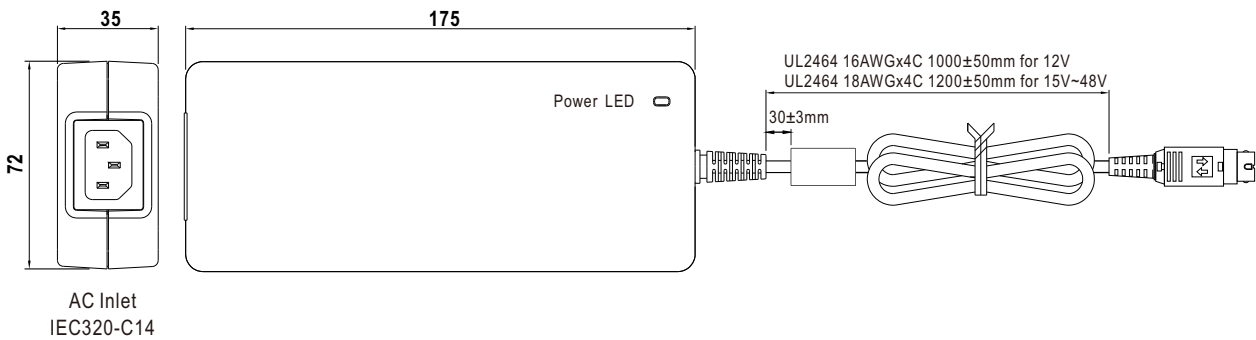 35
175
UL2464 16AWGx4C 1000±50mm for 12V
UL2464 18AWGx4C 1200±50mm for 15V~48V
Power LED
30±3mm
72
AC Inlet
IEC320-C14